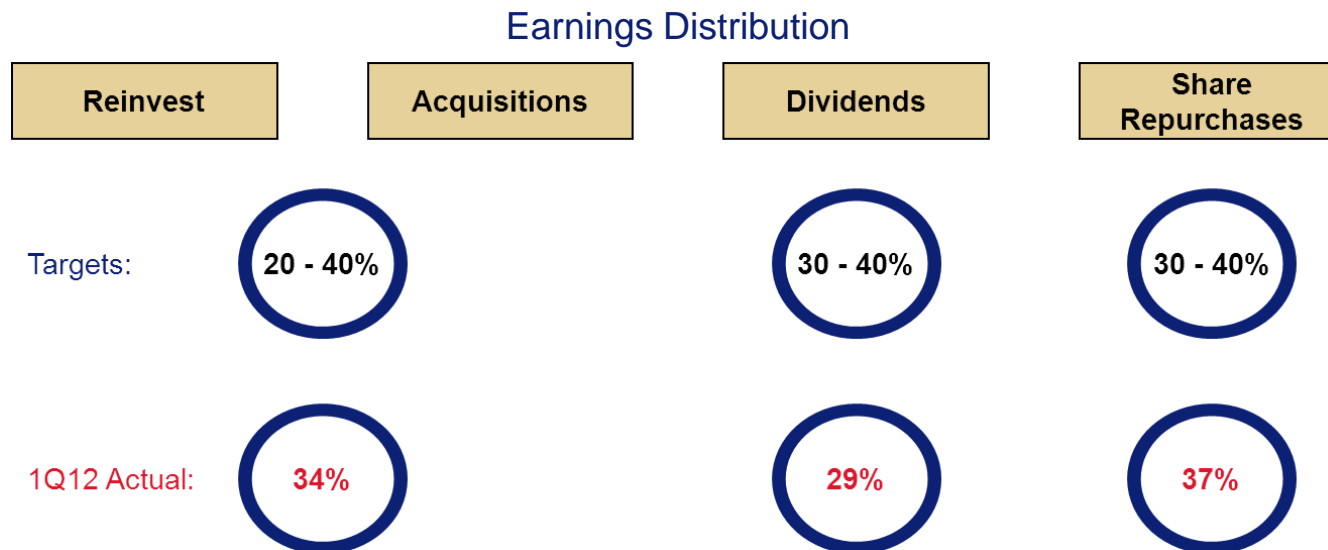 Earnings Distribution
Reinvest
Acquisitions
Dividends
Share
Repurchases
Targets:
20 - 40%
30 - 40%
30 - 40%
1Q12 Actual:
34%
29%
37%